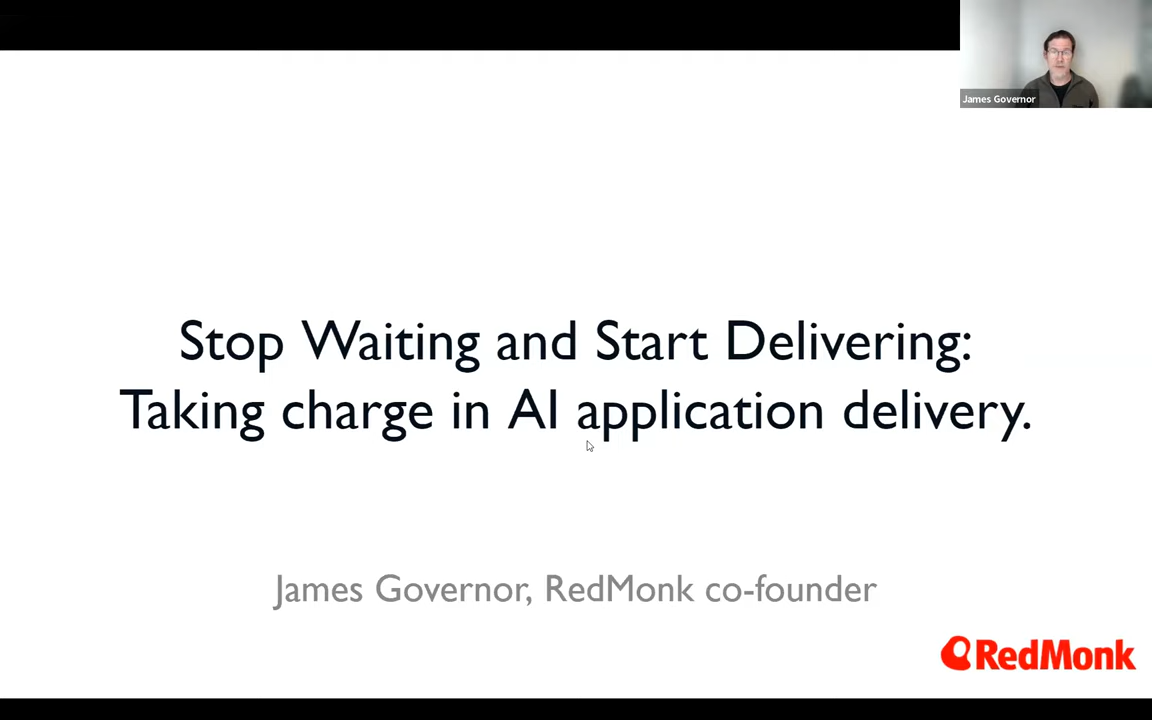 James Governor
Stop Waiting and Start Delivering:
Taking charge in AI application delivery.
James Governor, RedMonk co-founder
RedMonk